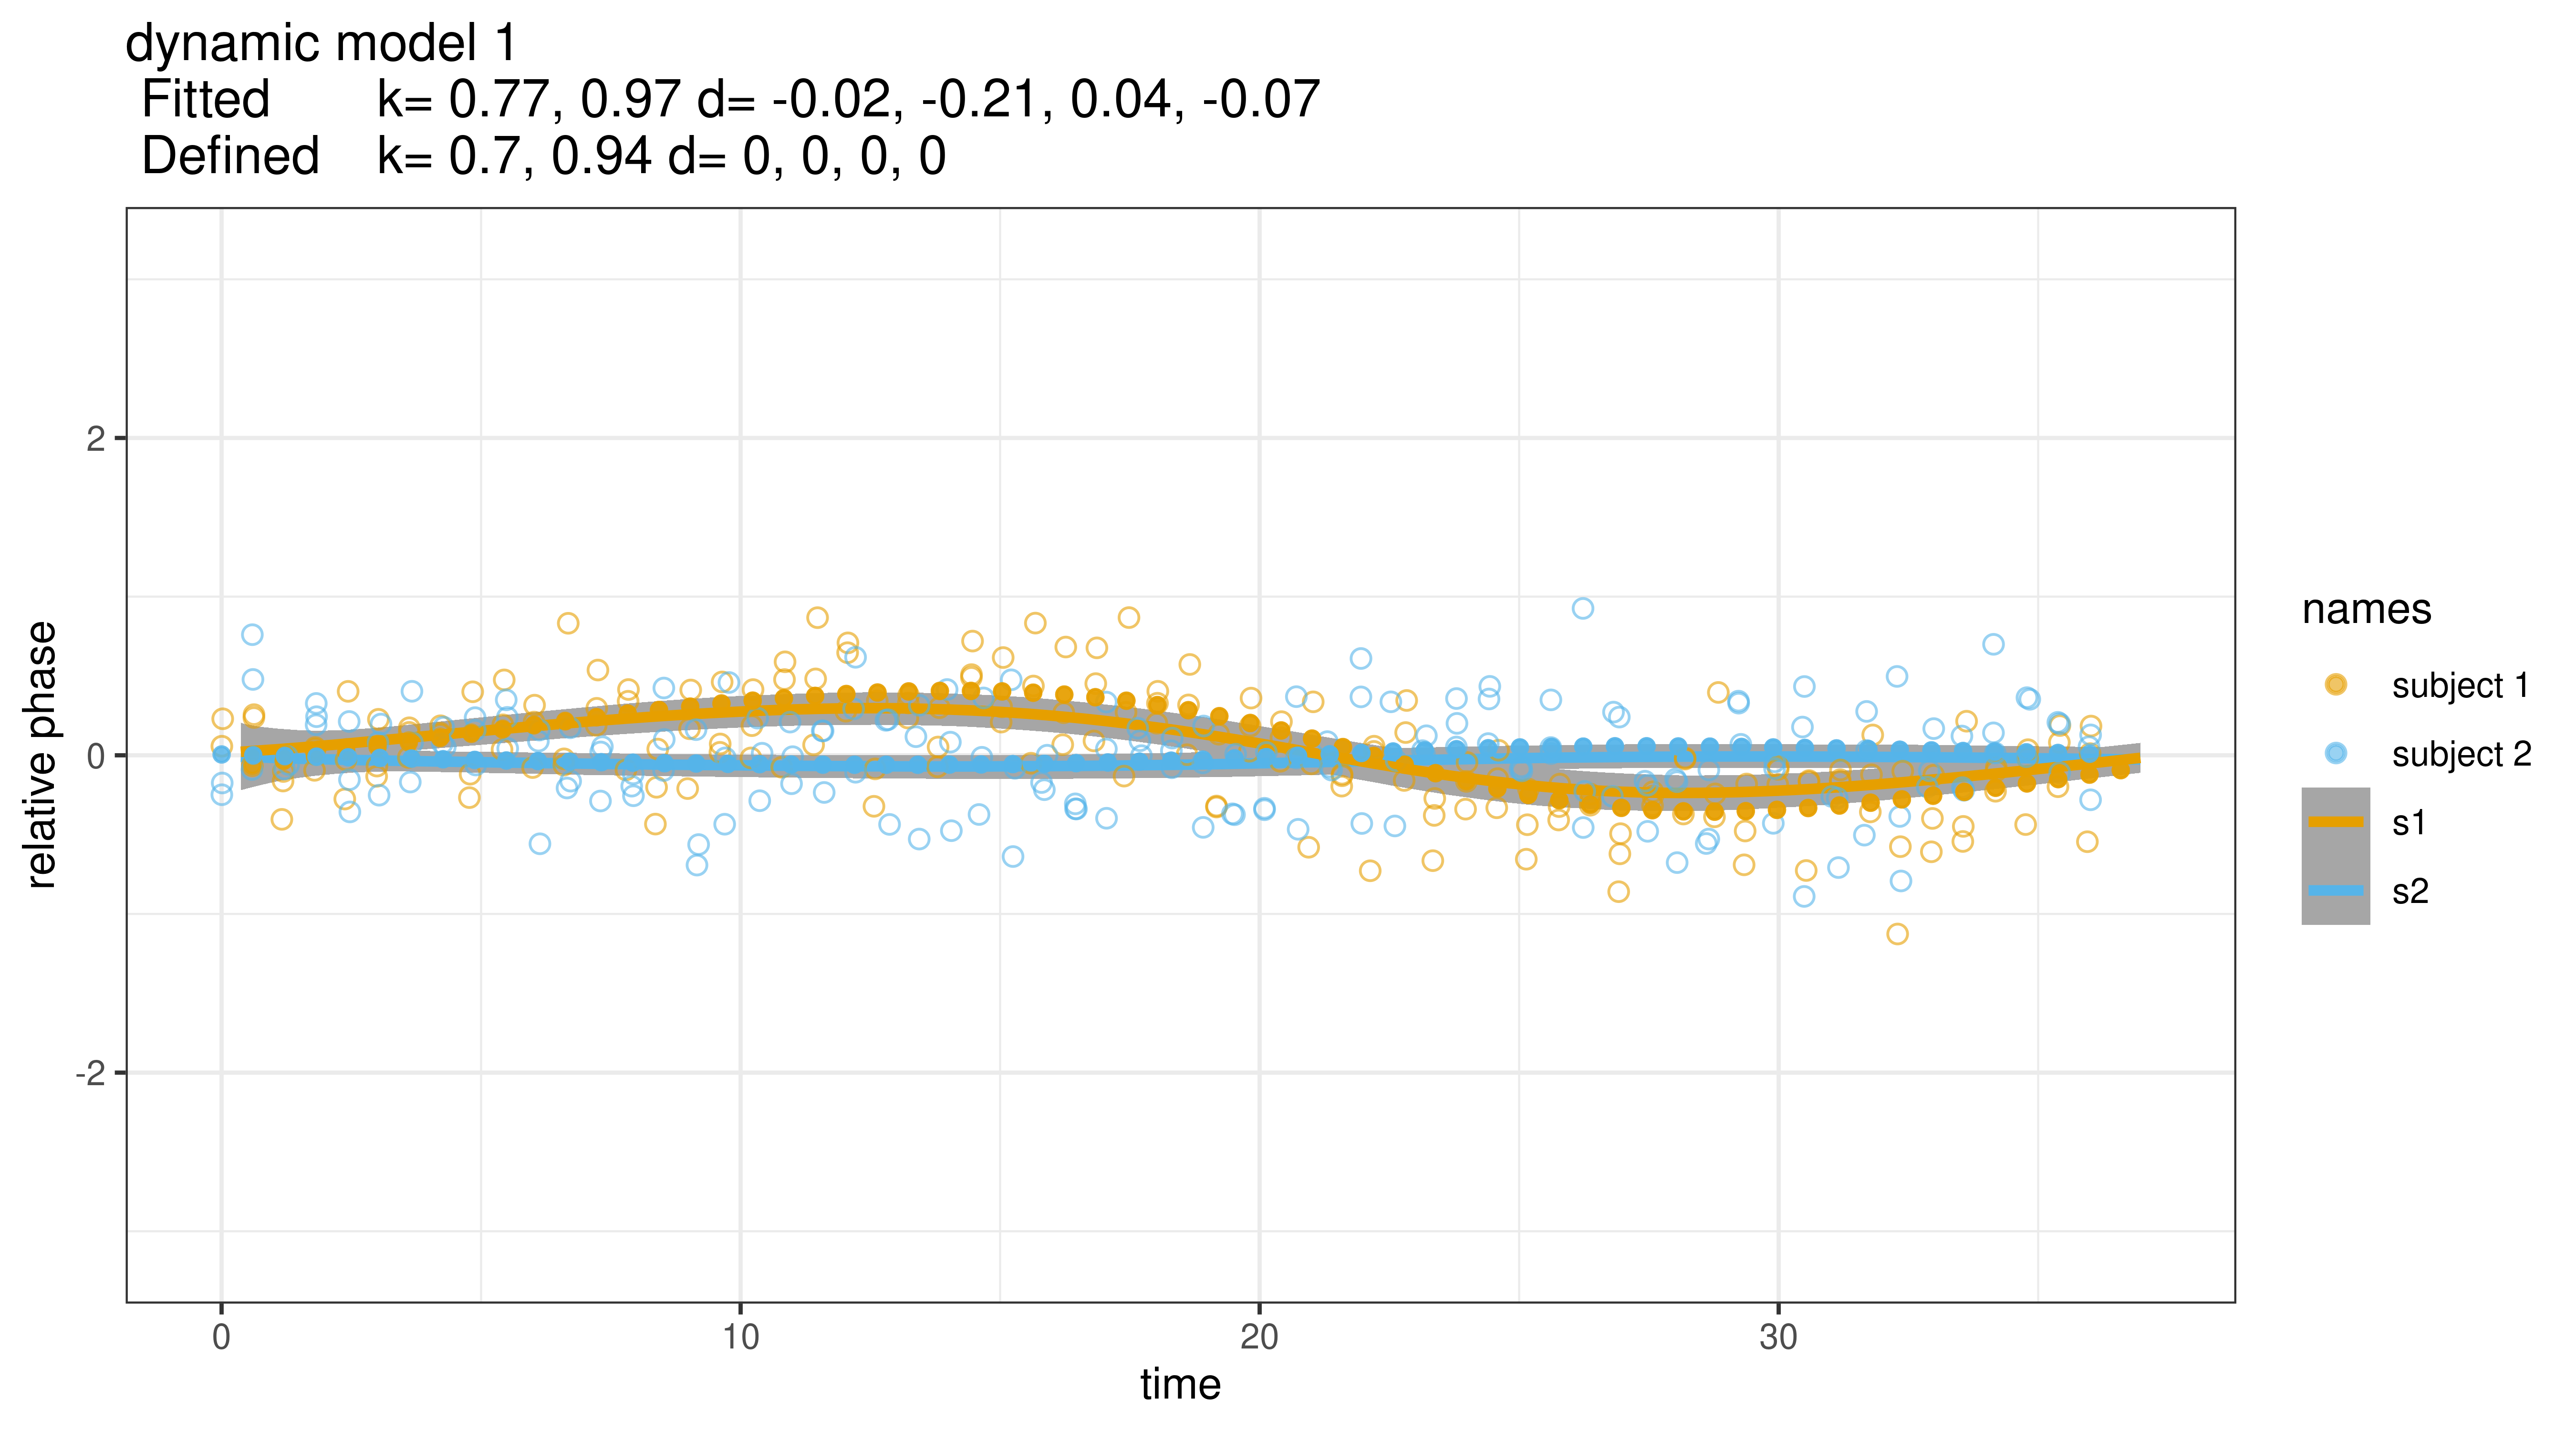 dynamic model 1
Fitted k= 0.77, 0.97 d= -0.02, -0.21, 0.04, -0.07
Defined k= 0.7, 0.94 d= 0, 0, 0, 0
relative phase
2
0
-2
0 10 20 30
time
names
subject 1
subject 2
s1
s2